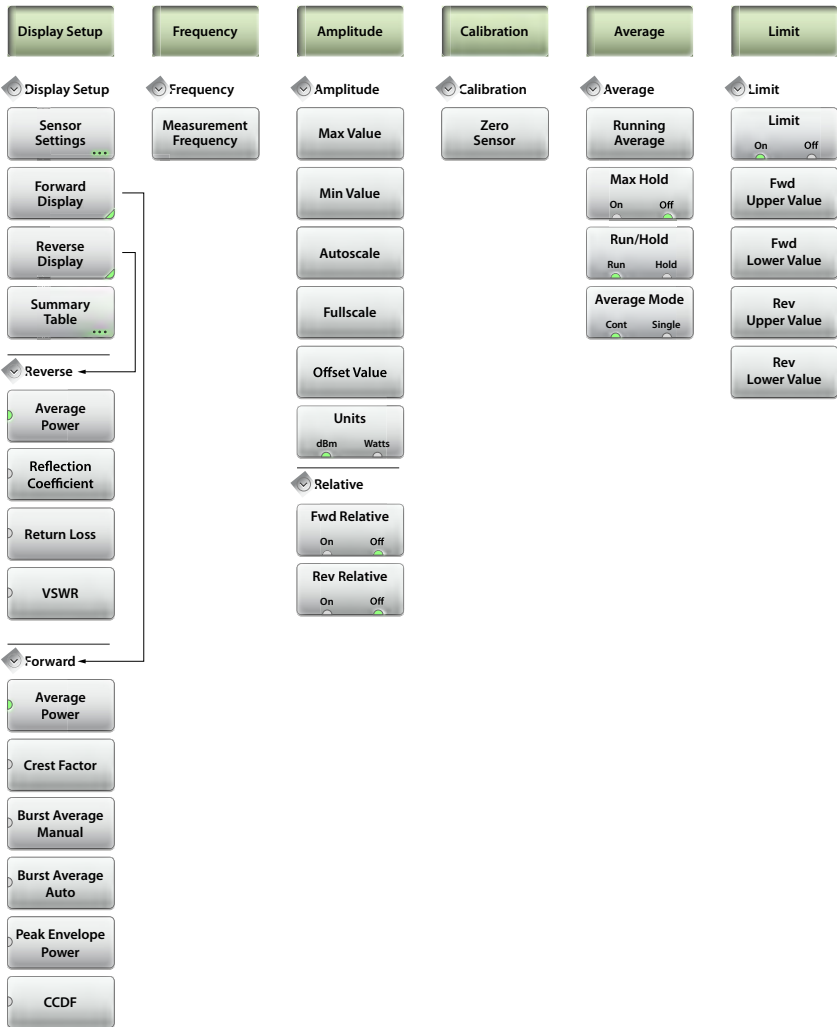 Display Setup
Frequency
Amplitude
Calibration
Average
Limit
Display Setup
Sensor
Settings
Forward
Display
Reverse
Display
Summary
Table
Reverse
Average
Power
Reflection
Coefficient
Return Loss
VSWR
Forward
Average
Power
Crest Factor
Burst Average
Manual
Burst Average
Auto
Peak Envelope
Power
CCDF
Frequency
Measurement
Frequency
Amplitude
Max Value
Min Value
Autoscale
Fullscale
Offset Value
Units
dBm Watts
Relative
Fwd Relative
On Off
Rev Relative
On Off
Calibration
Zero
Sensor
Average
Running
Average
Max Hold
On Off
Run/Hold
Run Hold
Average Mode
Cont Single
Limit
Limit
On Off
Fwd
Upper Value
Fwd
Lower Value
Rev
Upper Value
Rev
Lower Value